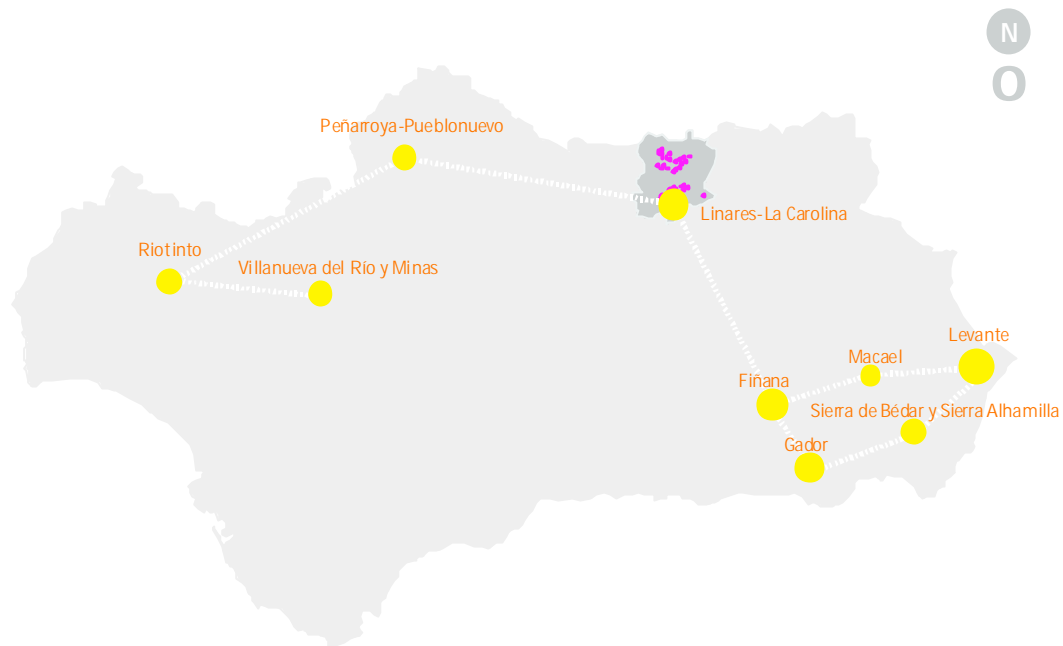 N
O
Peñarroya-Pueblonuevo
Linares-La Carolina
Riotinto
Villanueva del Río y Minas
Levante
Macael
Fiñana
Sierra de Bédar y Sierra Alhamilla
Gador